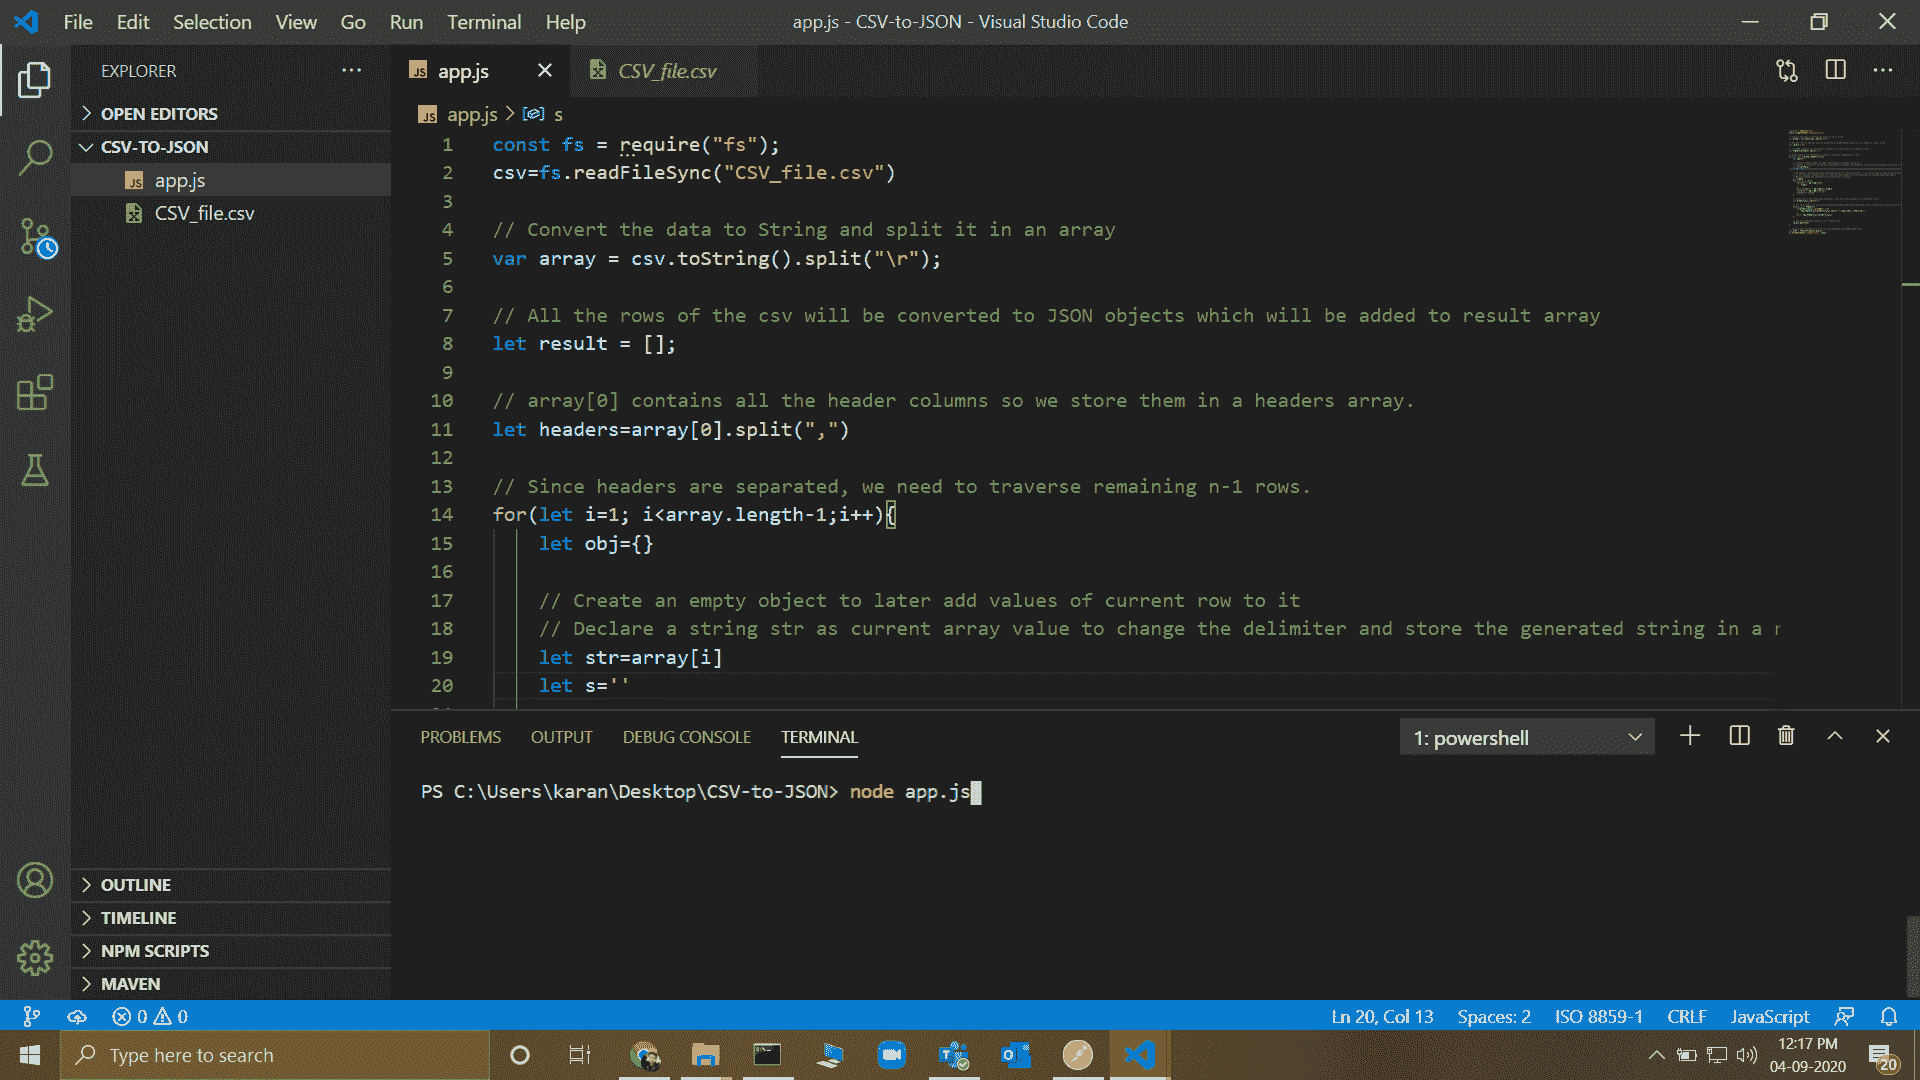 File Edit Selection View Go Run Terminal Help
app.js - CSV-to-JSON - Visual Studio Code
EXPLORER
OPEN EDITORS
CSV-TO-JSON
JS app.js
CSV_file.csv
OUTLINE
TIMELINE
NPM SCRIPTS
MAVEN
JS app.js
CSV_file.csv
JS app.js > s
1 const fs = require("fs");
2 csv=fs.readFileSync("CSV_file.csv")
3
4 // Convert the data to String and split it in an array
5 var array = csv.toString().split("\r");
6
7 // All the rows of the csv will be converted to JSON objects which will be added to result array
8 let result = [];
9
10 // array[0] contains all the header columns so we store them in a headers array.
11 let headers=array[0].split(",")
12
13 // Since headers are separated, we need to traverse remaining n-1 rows.
14 for(let i=1; i<array.length-1;i++){
15 let obj={}
16
17 // Create an empty object to later add values of current row to it
18 // Declare a string str as current array value to change the delimiter and store the generated string in a
19 let str=array[i]
20 let s=''
PROBLEMS OUTPUT DEBUG CONSOLE TERMINAL
1: powershell
PS C:\Users\karan\Desktop\CSV-to-JSON> node app.js
0 0
Ln 20, Col 13 Spaces: 2 ISO 8859-1 CRLF JavaScript
Type here to search
12:17 PM
04-09-2020
20